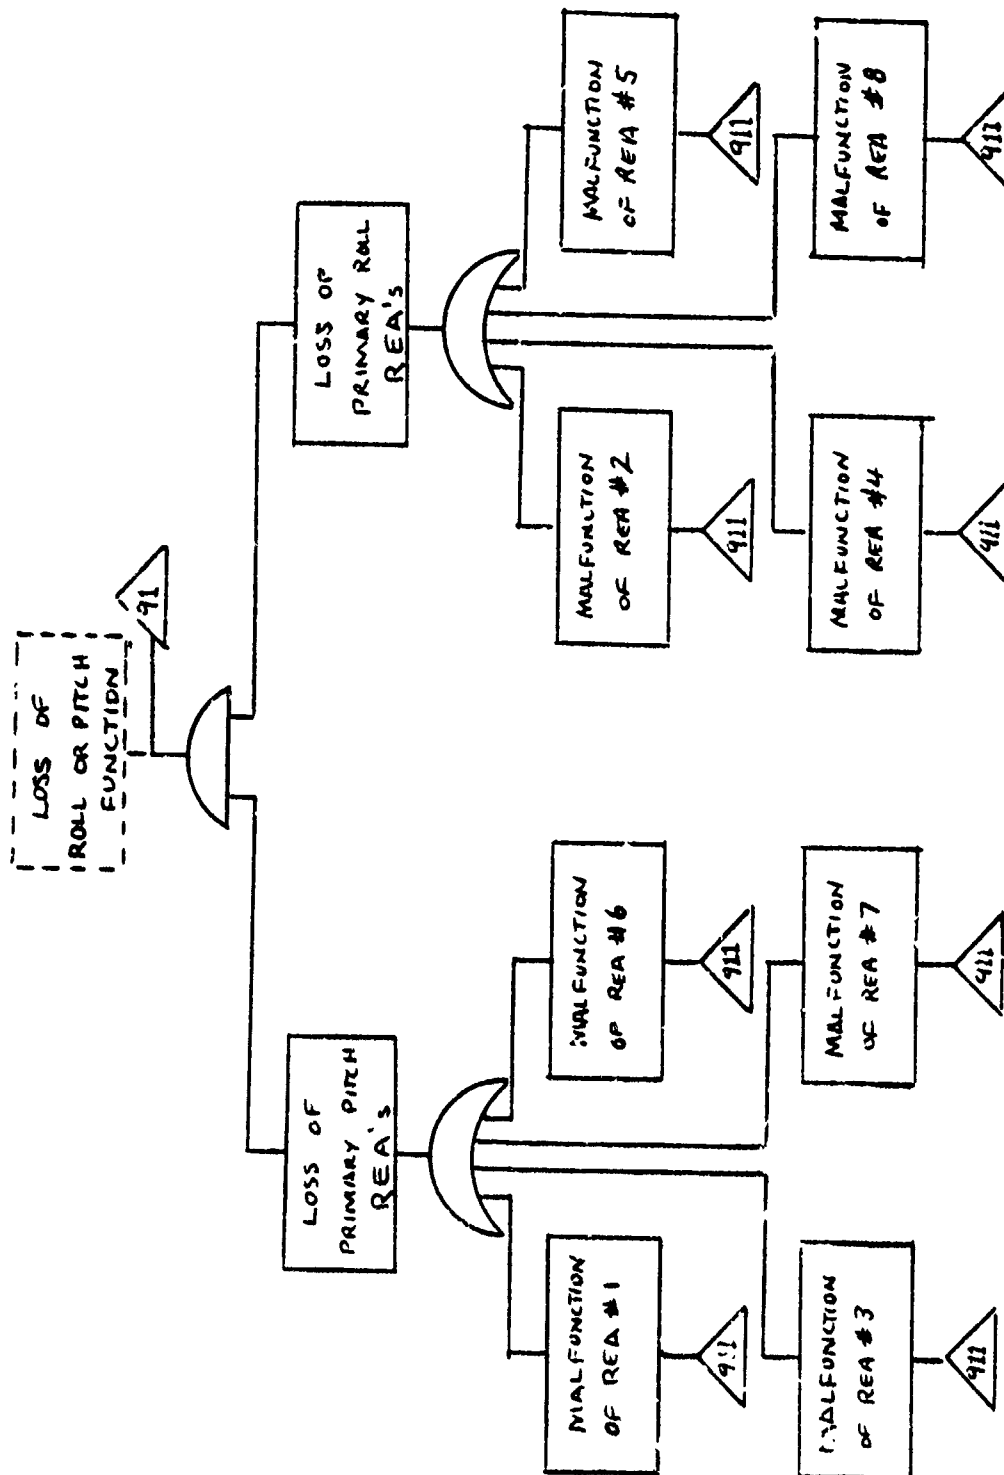 LOSS OF
ROLL OR PITCH
FUNCTION
91
LOSS OF
PRIMARY PITCH
REA's
LOSS OF
PRIMARY ROLL
REA's
MALFUNCTION
OF REA #1
911
MALFUNCTION
OF REA #6
911
MALFUNCTION
OF REA #2
911
MALFUNCTION
OF REA #5
911
MALFUNCTION
OF REA #3
911
MALFUNCTION
OF REA #7
911
MALFUNCTION
OF REA #4
911
MALFUNCTION
OF REA #8
911